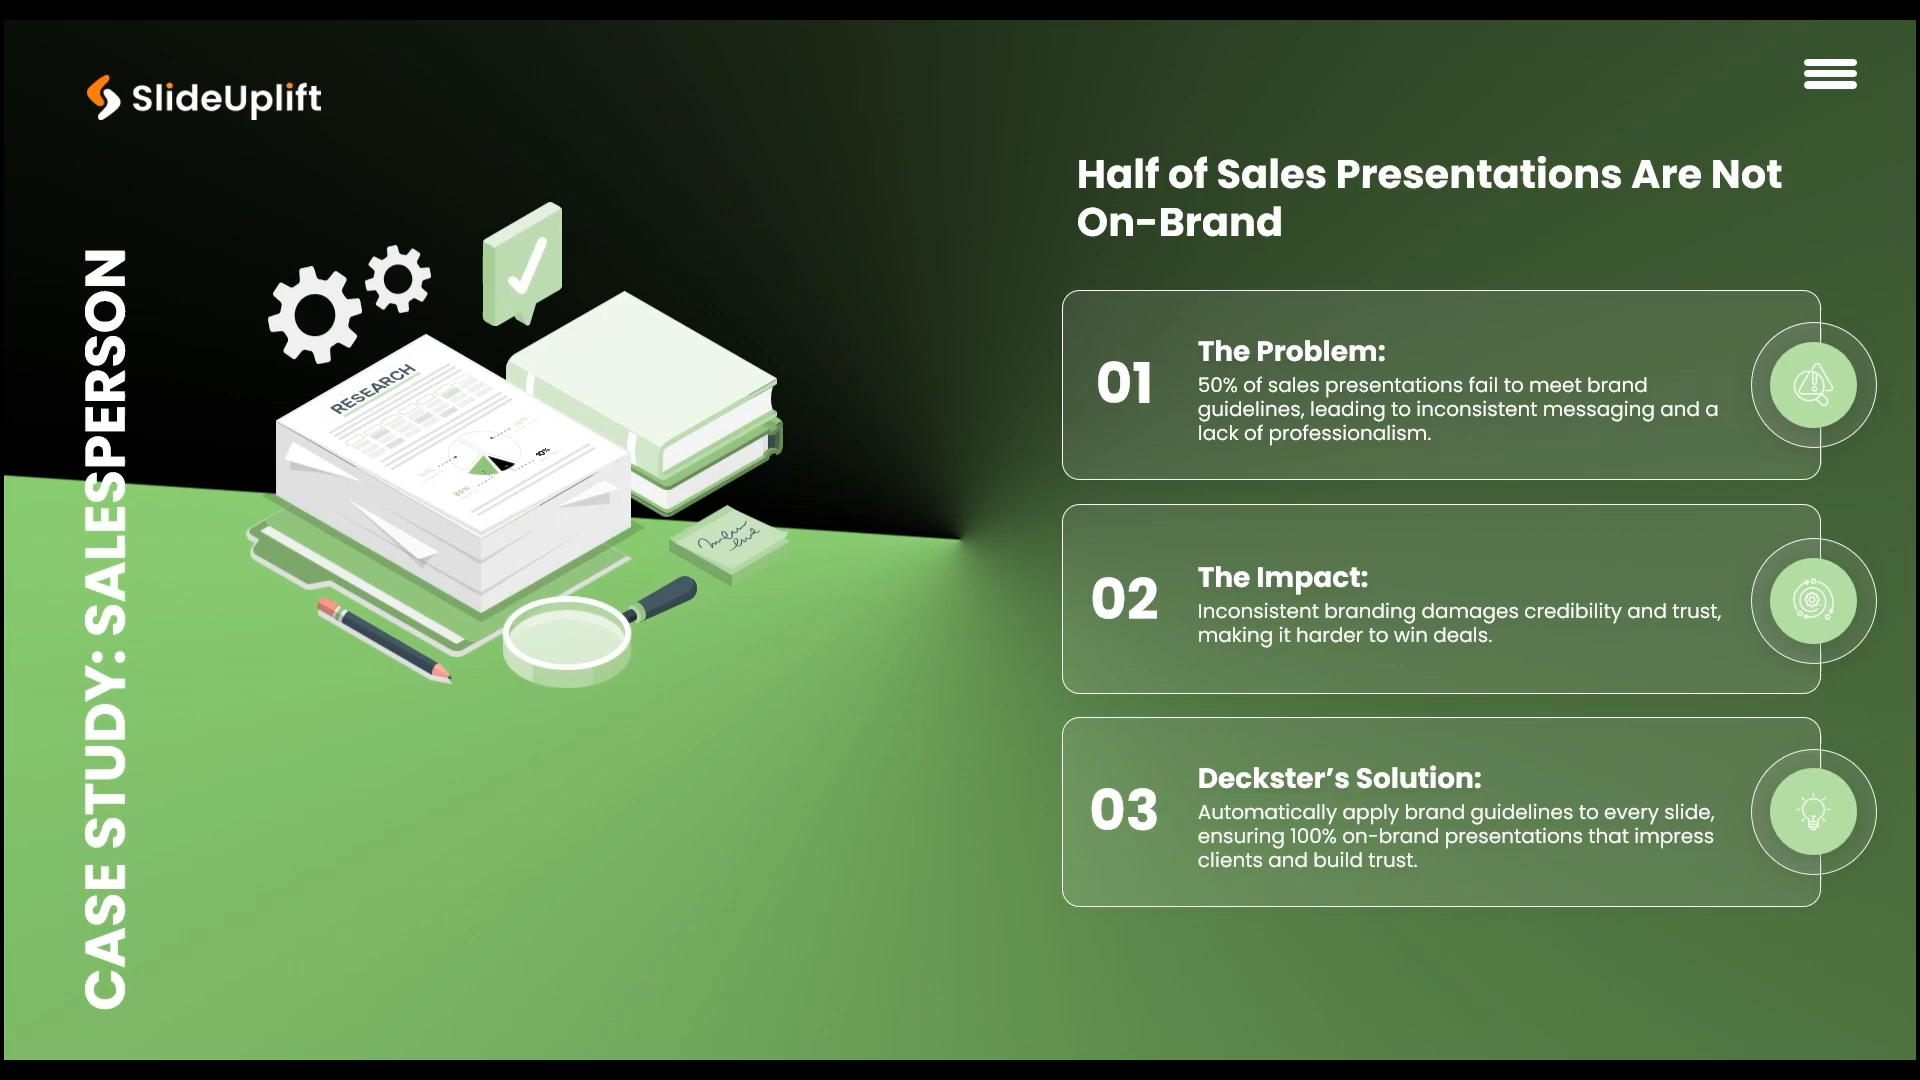 SlideUplift
CASE STUDY: SALESPERSON
RESEARCH
10%
Half of Sales Presentations Are Not
On-Brand
01
The Problem:
50% of sales presentations fail to meet brand
guidelines, leading to inconsistent messaging and a
lack of professionalism.
02
The Impact:
Inconsistent branding damages credibility and trust,
making it harder to win deals.
03
Deckster’s Solution:
Automatically apply brand guidelines to every slide,
ensuring 100% on-brand presentations that impress
clients and build trust.